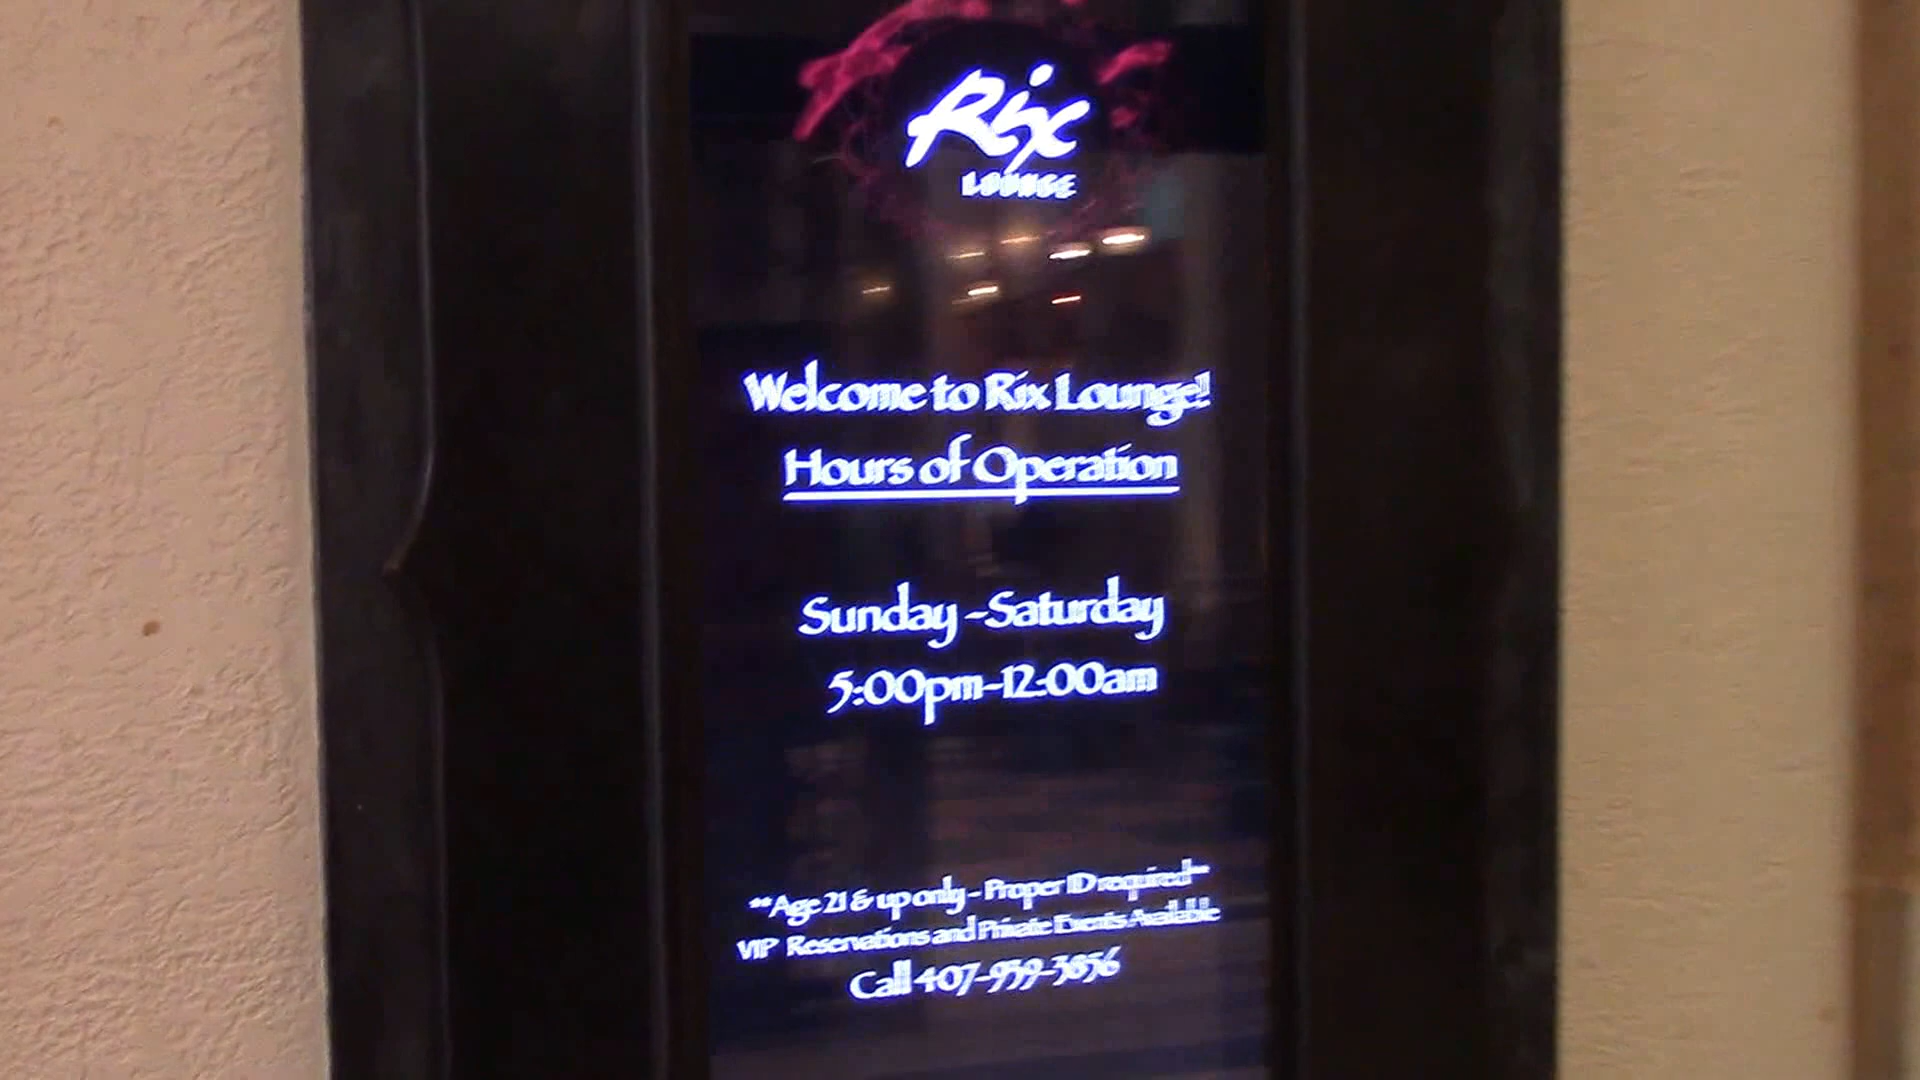 Rix
LOUNGE
Welcome to Rix Lounge!
Hours of Operation
Sunday - Saturday
5:00pm-12:00am
**Age 21 & up only - Proper ID required**
VIP Reservations and Private Events Available
Call 407-939-3856